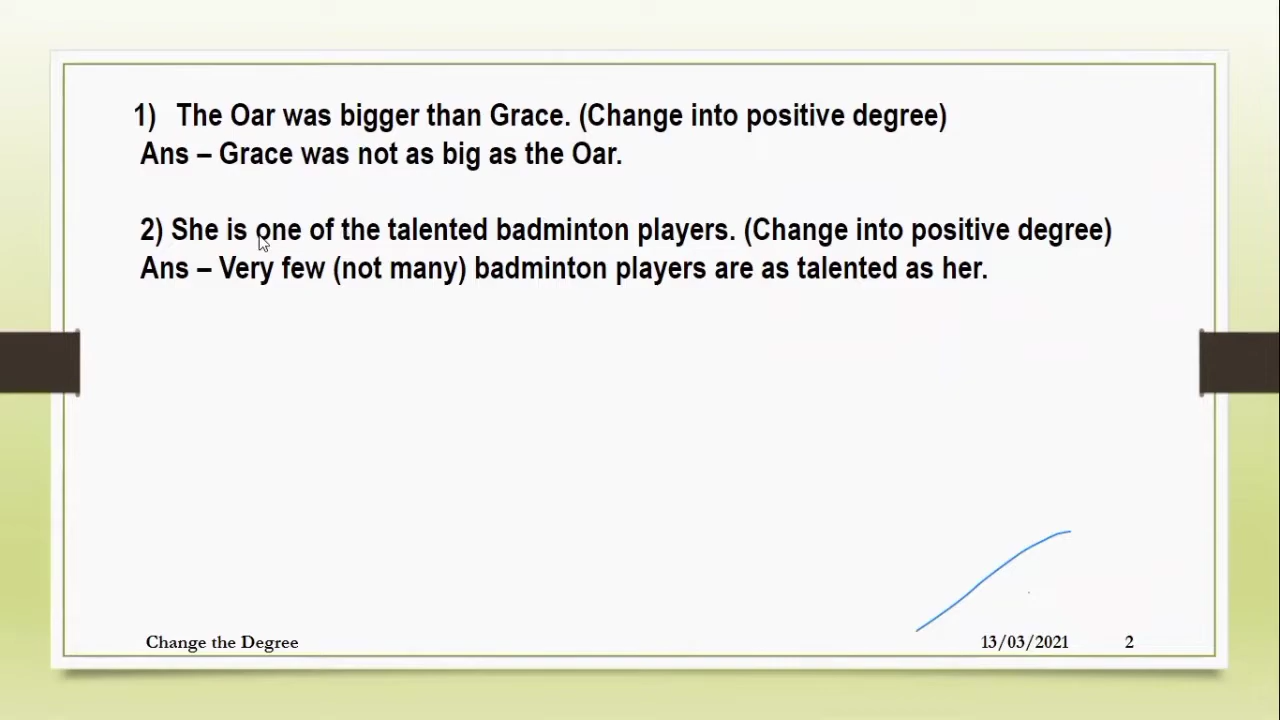 1) The Oar was bigger than Grace. (Change into positive degree)
Ans – Grace was not as big as the Oar.
2) She is one of the talented badminton players. (Change into positive degree)
Ans – Very few (not many) badminton players are as talented as her.
Change the Degree 13/03/2021 2